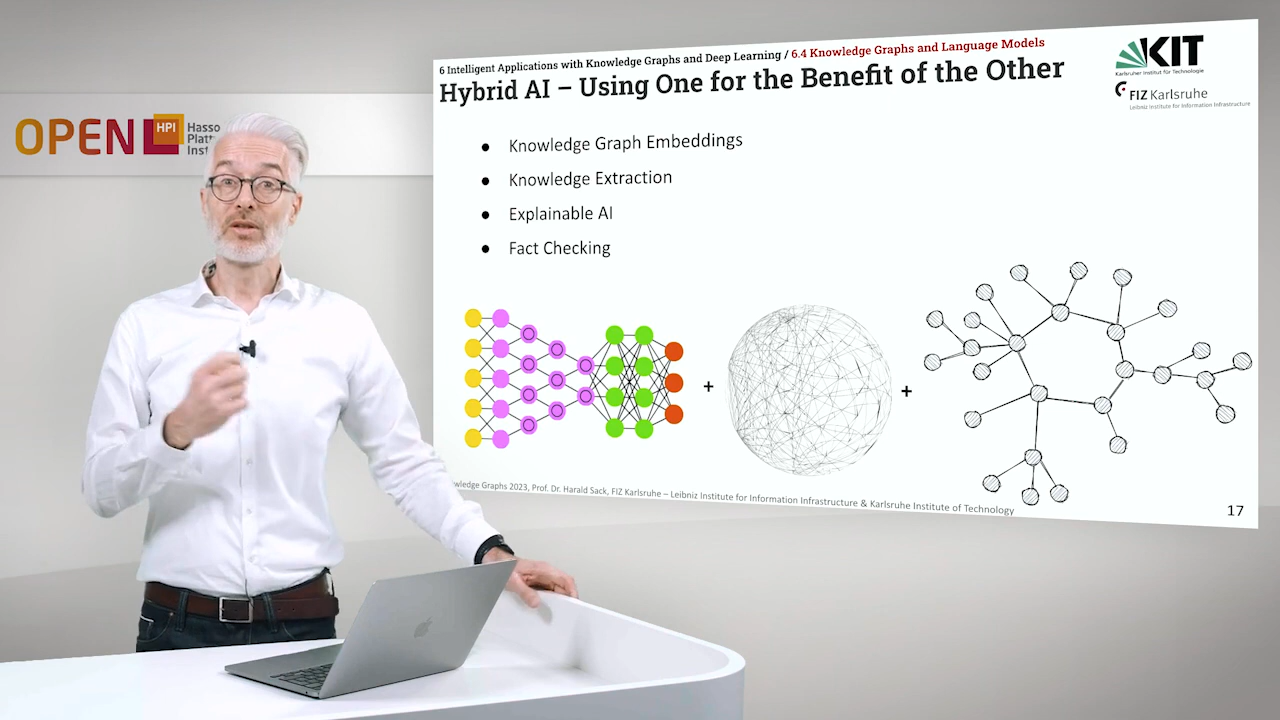 OPEN
HPI
Hasso
Inst
6 Intelligent Applications with Knowledge Graphs and Deep Learning / 6.4 Knowledge Graphs and Language Models
Hybrid AI – Using One for the Benefit of the Other
KIT
Karlsruher Institut für Technologie
FIZ Karlsruhe
Leibniz Institute for Information Infrastructure
● Knowledge Graph Embeddings
● Knowledge Extraction
● Explainable AI
● Fact Checking
+
+
Graphs 2023, Prof. Dr. Harald Sack, FIZ Karlsruhe – Leibniz Institute for Information Infrastructure & Karlsruhe Institute of Technology
17